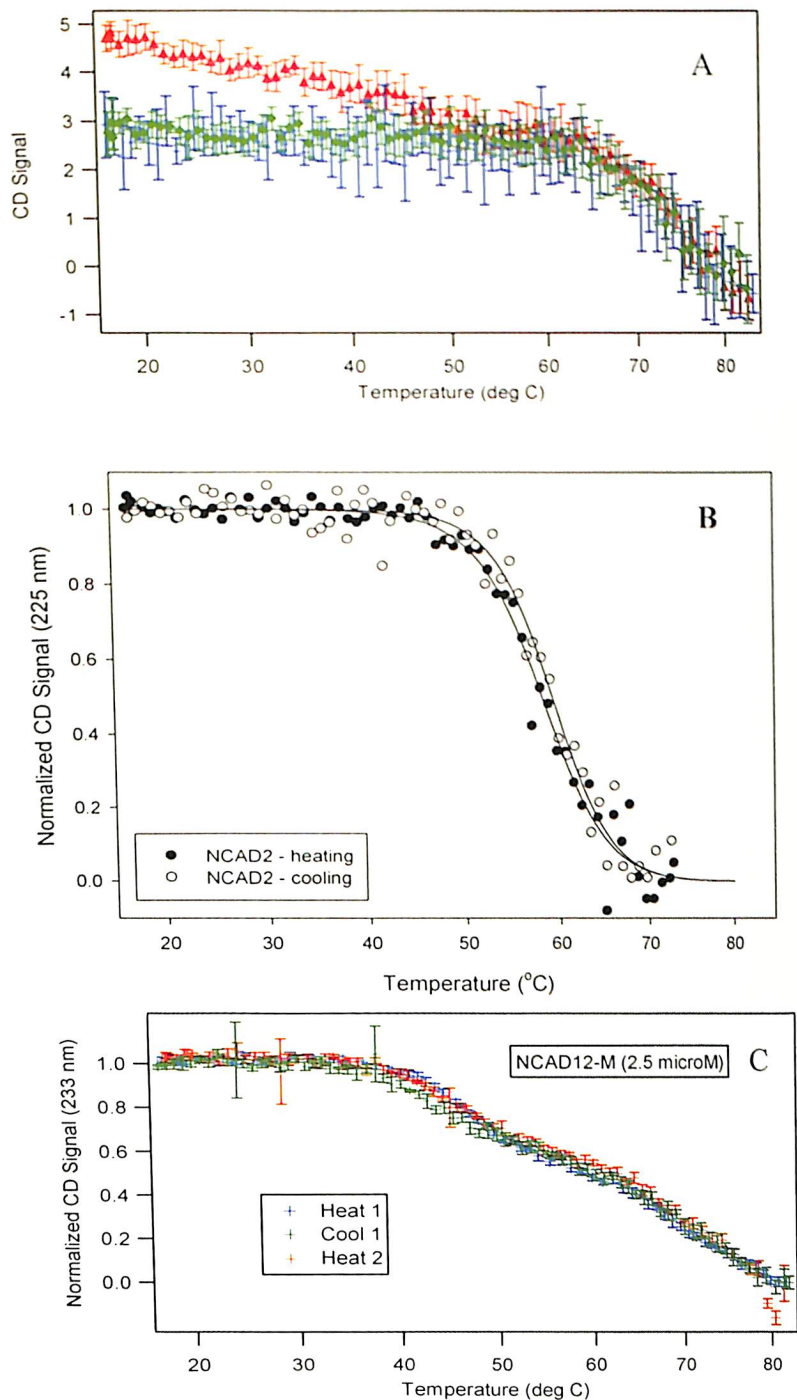 5
4
3
2
1
0
-1
CD Signal
A
20 30 40 50 60 70 80
Temperature (deg C)
1.0
0.8
0.6
0.4
0.2
0.0
Normalized CD Signal (225 nm)
B
NCAD2 - heating
NCAD2 - cooling
20 30 40 50 60 70 80
Temperature (°C)
1.0
0.8
0.6
0.4
0.2
0.0
Normalized CD Signal (233 nm)
NCAD12-M (2.5 microM)
C
Heat 1
Cool 1
Heat 2
20 30 40 50 60 70 80
Temperature (deg C)